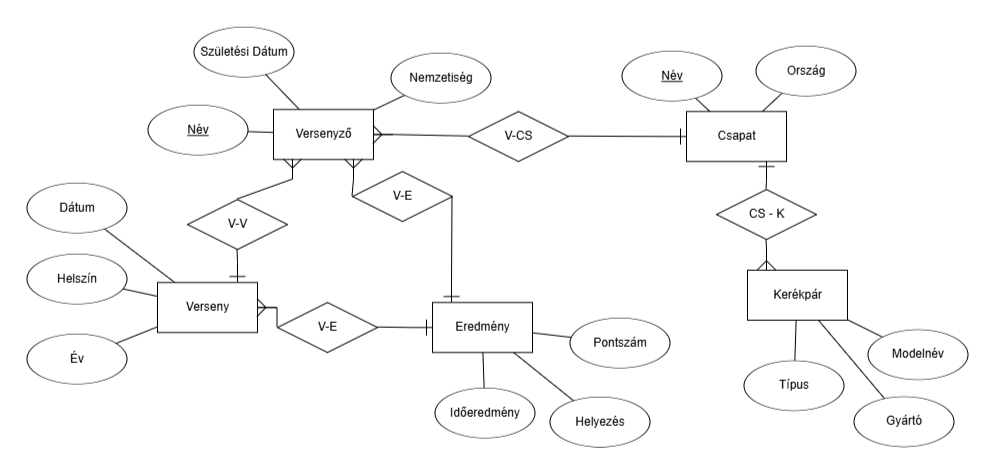 Születési Dátum
Nemzetiség
Név
Versenyző
V-CS
Név
Ország
Csapat
V-V
V-E
CS - K
Dátum
Helszín
Év
Verseny
V-E
Eredmény
Pontszám
Időeredmény
Helyezés
Kerékpár
Modelnév
Típus
Gyártó